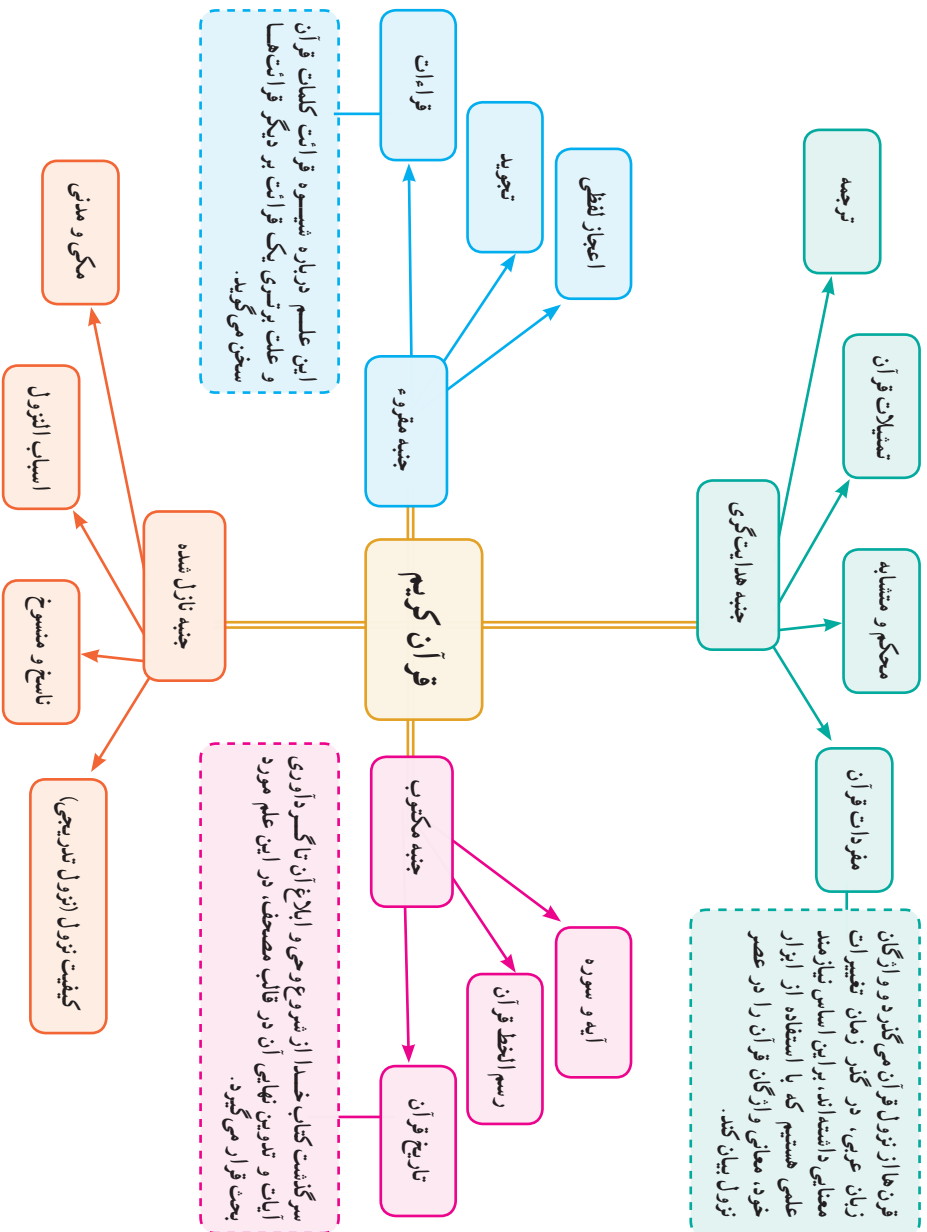 قرآن کریم
جنبه هدایت‌گری
ترجمه
تمثیلات قرآن
محکم و متشابه
مفردات قرآن
قرن‌ها از نزول قرآن می‌گذرد و واژگان
زبان عربی، در گذر زمان تغییرات
معنایی داشته‌اند، بر این اساس نیازمند
علمی هستیم که با استفاده از ابزار
خود، معانی واژگان قرآن را در عصر
نزول بیان کند.
جنبه مقروء
اعجاز لفظی
تجوید
قراءات
این علم درباره شیوه قرائت کلمات قرآن
و علت برتری یک قرائت بر دیگر قرائت‌ها
سخن می‌گوید.
جنبه مکتوب
آیه و سوره
رسم الخط قرآن
تاریخ قرآن
سرگذشت کتاب خدا از شروع وحی و ابلاغ آن تا گردآوری
آیات و تدوین نهایی آن در قالب مصحف، در این علم مورد
بحث قرار می‌گیرد.
جنبه نازل شده
مکی و مدنی
اسباب النزول
ناسخ و منسوخ
کیفیت نزول (نزول تدریجی)